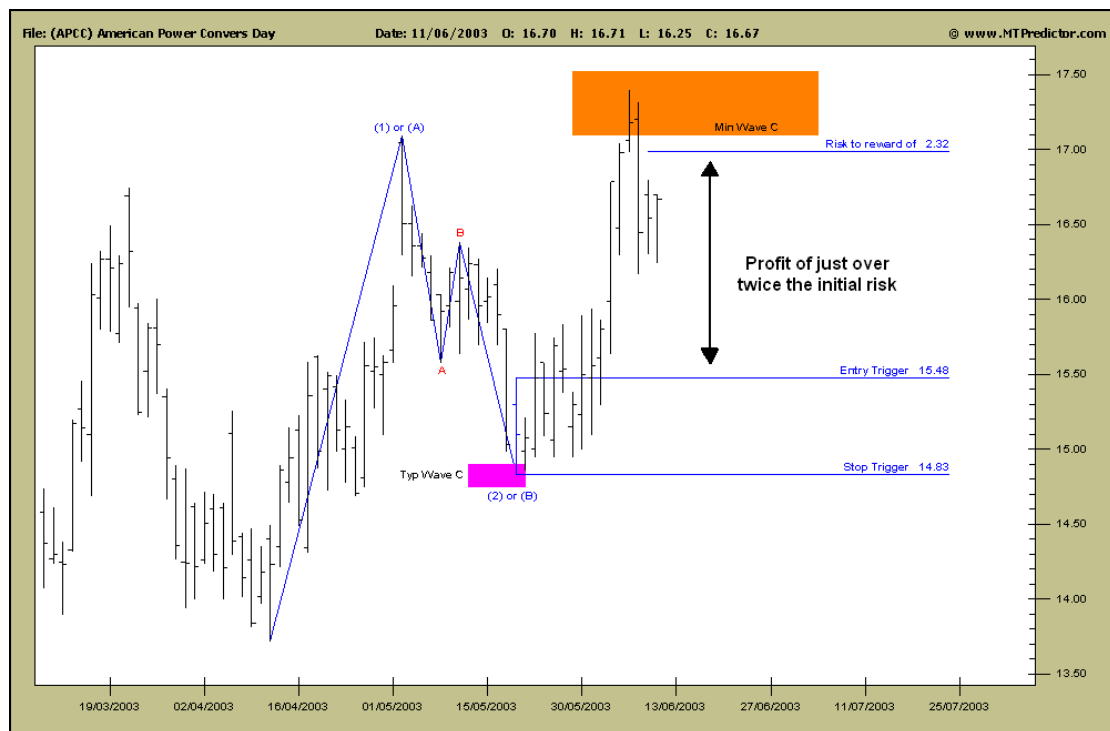 File: (APCC) American Power Convers Day   Date: 11/06/2003   O: 16.70   H: 16.71   L: 16.25   C: 16.67   @ www.MTPredictor.com
17.50
(1) or (A)
Min Wave C
17.00
Risk to reward of   2.32
16.50
B
Profit of just over
twice the initial risk
16.00
A
15.50
Entry Trigger   15.48
15.00
Typ Wave C
Stop Trigger   14.83
(2) or (B)
14.50
14.00
13.50
19/03/2003   02/04/2003   16/04/2003   01/05/2003   15/05/2003   30/05/2003   13/06/2003   27/06/2003   11/07/2003   25/07/2003